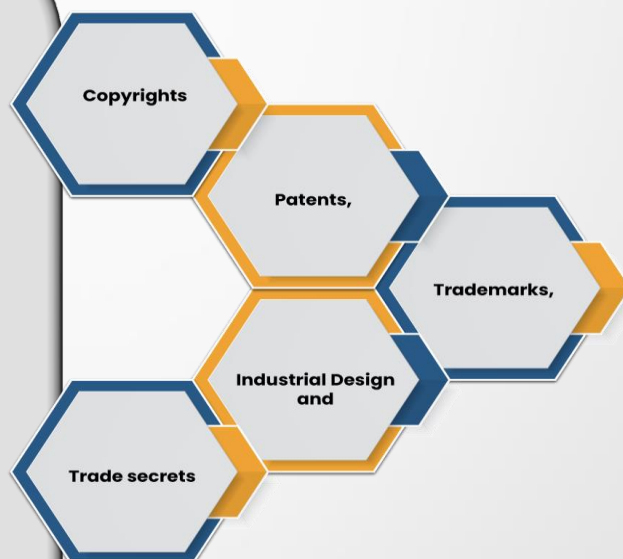 Copyrights
Patents,
Trademarks,
Industrial Design
and
Trade secrets